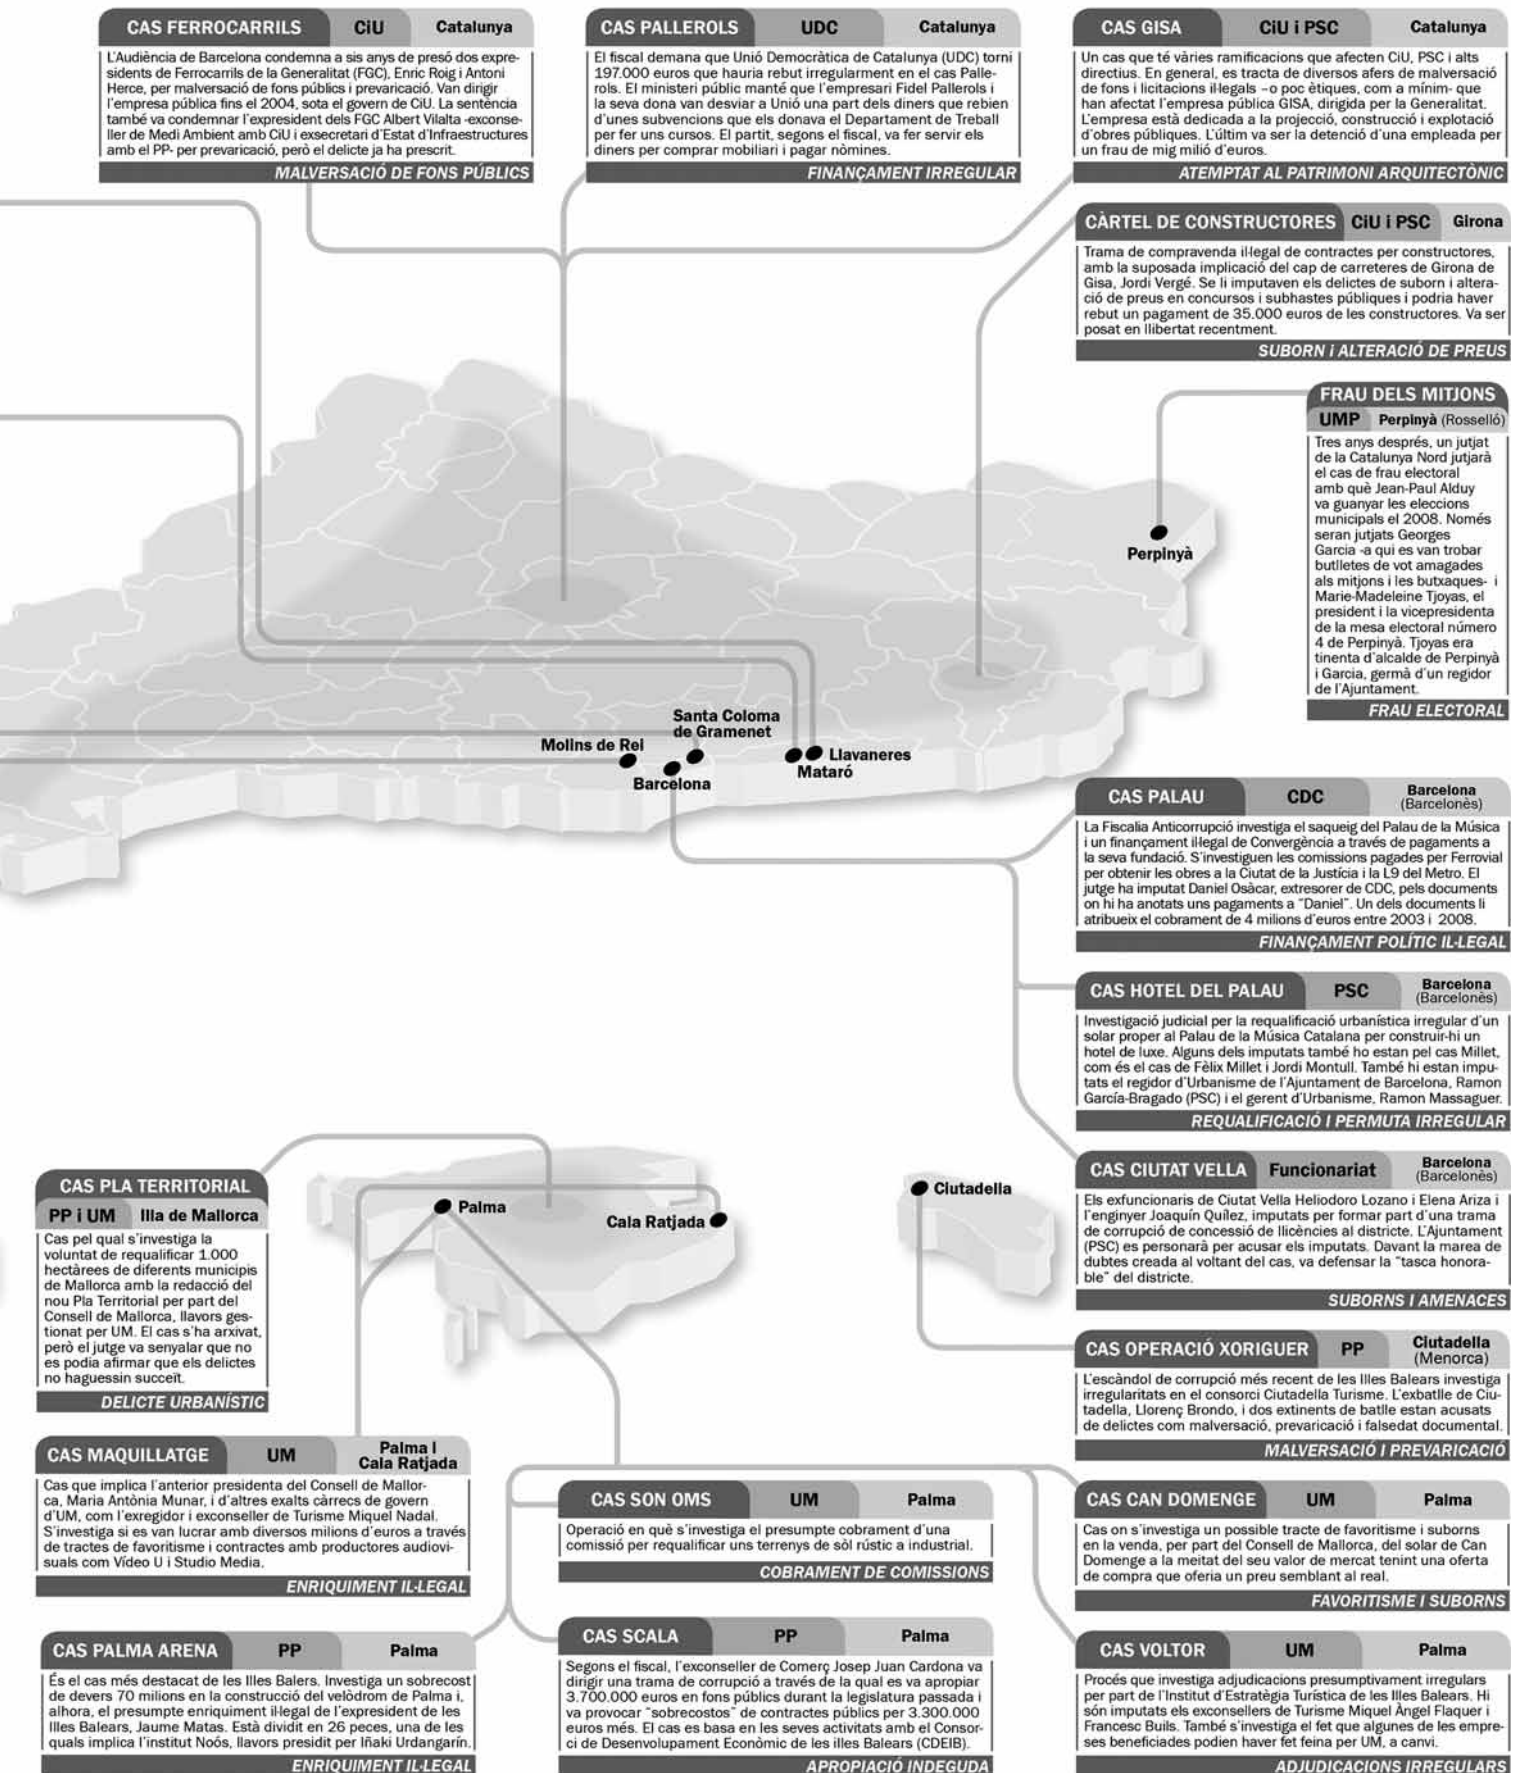 CAS FERROCARRILS CiU Catalunya
L'Audiència de Barcelona condemna a sis anys de presó dos expre-
sidents de Ferrocarrils de la Generalitat (FGC), Enric Roig i Antoni
Herce, per malversació de fons públics i prevaricació. Van dirigir
l'empresa pública fins el 2004, sota el govern de CiU. La sentència
també va condemnar l'expresident dels FGC Albert Vilalta -exconse-
ller de Medi Ambient amb CiU i exsecretari d'Estat d'Infraestructures
amb el PP- per prevaricació, però el delicte ja ha prescrit.
MALVERSACIÓ DE FONS PÚBLICS
CAS PALLEROLS UDC Catalunya
El fiscal demana que Unió Democràtica de Catalunya (UDC) torni
197.000 euros que hauria rebut irregularment en el cas Palle-
rols. El ministeri públic manté que l'empresari Fidel Pallerols i
la seva dona van desviar a Unió una part dels diners que rebien
d'unes subvencions que els donava el Departament de Treball
per fer uns cursos. El partit, segons el fiscal, va fer servir els
diners per comprar mobiliari i pagar nòmines.
FINANÇAMENT IRREGULAR
CAS GISA CiU i PSC Catalunya
Un cas que té vàries ramificacions que afecten CiU, PSC i alts
directius. En general, es tracta de diversos afers de malversació
de fons i licitacions il·legals –o poc ètiques, com a mínim- que
han afectat l'empresa pública GISA, dirigida per la Generalitat.
L'empresa està dedicada a la projecció, construcció i explotació
d'obres públiques. L'últim va ser la detenció d'una empleada per
un frau de mig milió d'euros.
ATEMPTAT AL PATRIMONI ARQUITECTÒNIC
CÀRTEL DE CONSTRUCTORES CiU i PSC Girona
Trama de compravenda il·legal de contractes per constructores,
amb la suposada implicació del cap de carreteres de Girona de
Gisa, Jordi Vergé. Se li imputaven els delictes de suborn i altera-
ció de preus en concursos i subhastes públiques i podria haver
rebut un pagament de 35.000 euros de les constructores. Va ser
posat en llibertat recentment.
SUBORN i ALTERACIÓ DE PREUS
FRAU DELS MITJONS
UMP Perpinyà (Rosselló)
Tres anys després, un jutjat
de la Catalunya Nord jutjarà
el cas de frau electoral
amb què Jean-Paul Alduy
va guanyar les eleccions
municipals el 2008. Només
seran jutjats Georges
Garcia -a qui es van trobar
butlletes de vot amagades
als mitjons i les butxaques- i
Marie-Madeleine Tjoyas, el
president i la vicepresidenta
de la mesa electoral número
4 de Perpinyà. Tjoyas era
tinenta d'alcalde de Perpinyà
i Garcia, germà d'un regidor
de l'Ajuntament.
FRAU ELECTORAL
Perpinyà
Santa Coloma
de Gramenet
Molins de Rei
Barcelona
Llavaneres
Mataró
CAS PALAU CDC Barcelona
(Barcelonès)
La Fiscalia Anticorrupció investiga el saqueig del Palau de la Música
i un finançament il·legal de Convergència a través de pagaments a
la seva fundació. S'investiguen les comissions pagades per Ferrovial
per obtenir les obres a la Ciutat de la Justícia i la L9 del Metro. El
jutge ha imputat Daniel Osàcar, extresorer de CDC, pels documents
on hi ha anotats uns pagaments a "Daniel". Un dels documents li
atribueix el cobrament de 4 milions d'euros entre 2003 i 2008.
FINANÇAMENT POLÍTIC IL·LEGAL
CAS HOTEL DEL PALAU PSC Barcelona
(Barcelonès)
Investigació judicial per la requalificació urbanística irregular d'un
solar proper al Palau de la Música Catalana per construir-hi un
hotel de luxe. Alguns dels imputats també ho estan pel cas Millet,
com és el cas de Fèlix Millet i Jordi Montull. També hi estan impu-
tats el regidor d'Urbanisme de l'Ajuntament de Barcelona, Ramon
García-Bragado (PSC) i el gerent d'Urbanisme, Ramon Massaguer.
REQUALIFICACIÓ I PERMUTA IRREGULAR
CAS CIUTAT VELLA Funcionariat Barcelona
(Barcelonès)
Els exfuncionaris de Ciutat Vella Heliodoro Lozano i Elena Ariza i
l'enginyer Joaquín Quílez, imputats per formar part d'una trama
de corrupció de concessió de llicències al districte. L'Ajuntament
(PSC) es personarà per acusar els imputats. Davant la marea de
dubtes creada al voltant del cas, va defensar la "tasca honora-
ble" del districte.
SUBORNS I AMENACES
CAS PLA TERRITORIAL
PP i UM Illa de Mallorca
Cas pel qual s'investiga la
voluntat de requalificar 1.000
hectàrees de diferents municipis
de Mallorca amb la redacció del
nou Pla Territorial per part del
Consell de Mallorca, llavors ges-
tionat per UM. El cas s'ha arxivat,
però el jutge va senyalar que no
es podia afirmar que els delictes
no haguessin succeït.
DELICTE URBANÍSTIC
Palma
Cala Ratjada
Ciutadella
CAS OPERACIÓ XORIGUER PP Ciutadella
(Menorca)
L'escàndol de corrupció més recent de les Illes Balears investiga
irregularitats en el consorci Ciutadella Turisme. L'exbatlle de Ciu-
tadella, Llorenç Brondo, i dos extinents de batlle estan acusats
de delictes com malversació, prevaricació i falsedat documental.
MALVERSACIÓ I PREVARICACIÓ
CAS MAQUILLATGE UM Palma i
Cala Ratjada
Cas que implica l'anterior presidenta del Consell de Mallor-
ca, Maria Antònia Munar, i d'altres exalts càrrecs de govern
d'UM, com l'exregidor i exconseller de Turisme Miquel Nadal.
S'investiga si es van lucrar amb diversos milions d'euros a través
de tractes de favoritisme i contractes amb productores audiovi-
suals com Vídeo U i Studio Media.
ENRIQUIMENT IL·LEGAL
CAS SON OMS UM Palma
Operació en què s'investiga el presumpte cobrament d'una
comissió per requalificar uns terrenys de sòl rústic a industrial.
COBRAMENT DE COMISSIONS
CAS CAN DOMENGE UM Palma
Cas on s'investiga un possible tracte de favoritisme i suborns
en la venda, per part del Consell de Mallorca, del solar de Can
Domenge a la meitat del seu valor de mercat tenint una oferta
de compra que oferia un preu semblant al real.
FAVORITISME I SUBORNS
CAS PALMA ARENA PP Palma
És el cas més destacat de les Illes Balers. Investiga un sobrecost
de devers 70 milions en la construcció del velòdrom de Palma i,
alhora, el presumpte enriquiment il·legal de l'expresident de les
Illes Balears, Jaume Matas. Està dividit en 26 peces, una de les
quals implica l'institut Noós, llavors presidit per Iñaki Urdangarín.
ENRIQUIMENT IL·LEGAL
CAS SCALA PP Palma
Segons el fiscal, l'exconseller de Comerç Josep Juan Cardona va
dirigir una trama de corrupció a través de la qual es va apropiar
3.700.000 euros en fons públics durant la legislatura passada i
va provocar "sobrecostos" de contractes públics per 3.300.000
euros més. El cas es basa en les seves activitats amb el Consor-
ci de Desenvolupament Econòmic de les illes Balears (CDEIB).
APROPIACIÓ INDEGUDA
CAS VOLTOR UM Palma
Procés que investiga adjudicacions presumptivament irregulars
per part de l'Institut d'Estratègia Turística de les Illes Balears. Hi
són imputats els exconsellers de Turisme Miquel Àngel Flaquer i
Francesc Buils. També s'investiga el fet que algunes de les empre-
ses beneficiades podien haver fet feina per UM, a canvi.
ADJUDICACIONS IRREGULARS